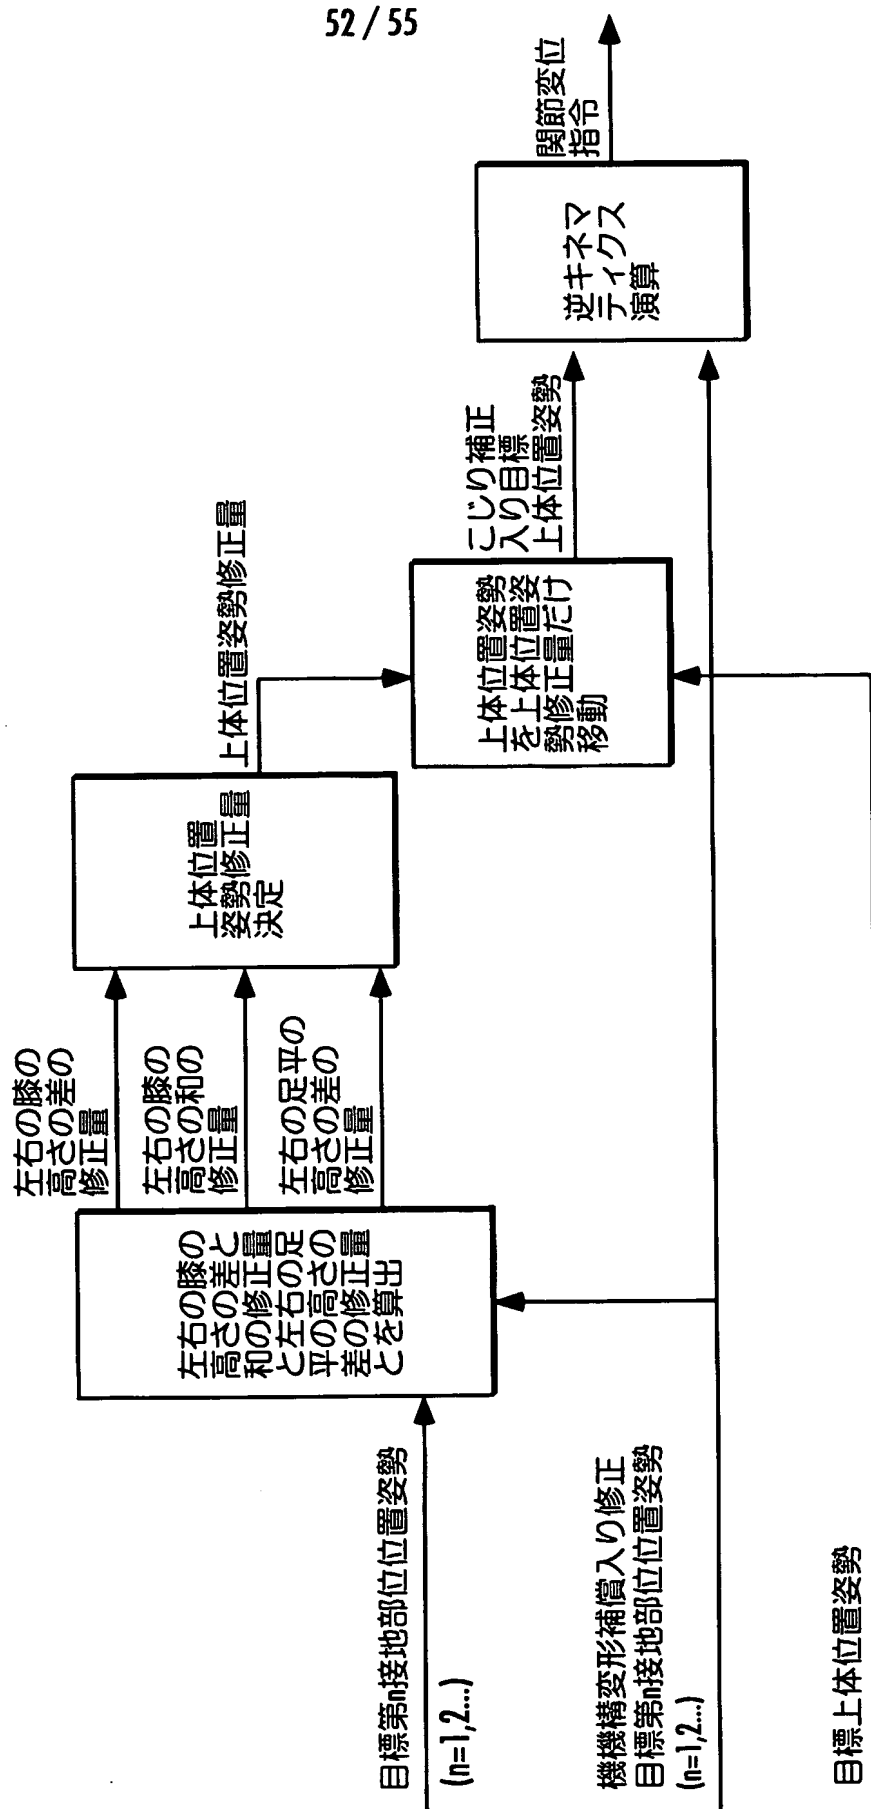 52/55
目標第n接地部位位置姿勢
(n=1,2...)
機機構変形補償入り修正
目標第n接地部位位置姿勢
(n=1,2...)
目標上体位置姿勢
左右の膝の
高さの差と
和の修正量
と左右の足
平の高さの
差の修正量
とを算出
左右の膝の
高さの差の
修正量
左右の膝の
高さの和の
修正量
左右の足平の
高さの差の
修正量
上体位置
姿勢修正量
決定
上体位置姿勢修正量
上体位置姿勢
を上体位置姿
勢修正量だけ
移動
こじり補正
入り目標
上体位置姿勢
逆キネマ
ティクス
演算
関節変位
指令